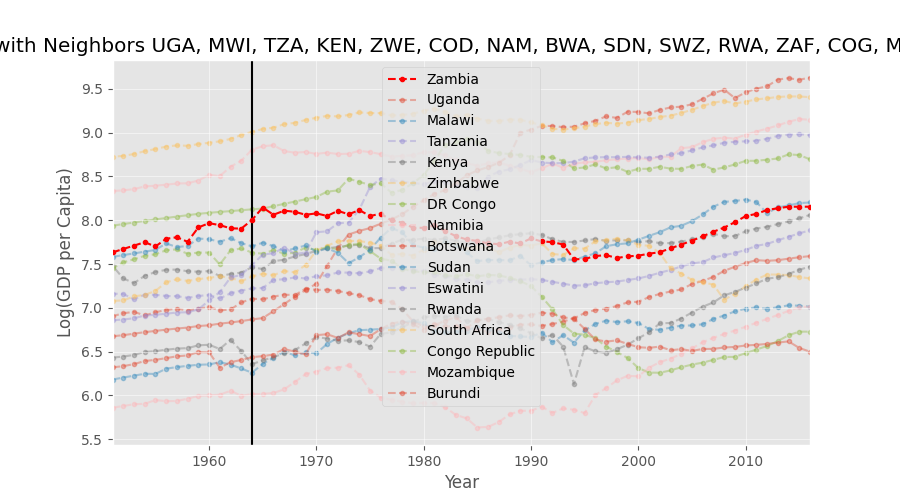 with Neighbors UGA, MWI, TZA, KEN, ZWE, COD, NAM, BWA, SDN, SWZ, RWA, ZAF, COG, M
Log(GDP per Capita)
9.5
9.0
8.5
8.0
7.5
7.0
6.5
6.0
5.5
Zambia
Uganda
Malawi
Tanzania
Kenya
Zimbabwe
DR Congo
Namibia
Botswana
Sudan
Eswatini
Rwanda
South Africa
Congo Republic
Mozambique
Burundi
1960 1970 1980 1990 2000 2010
Year